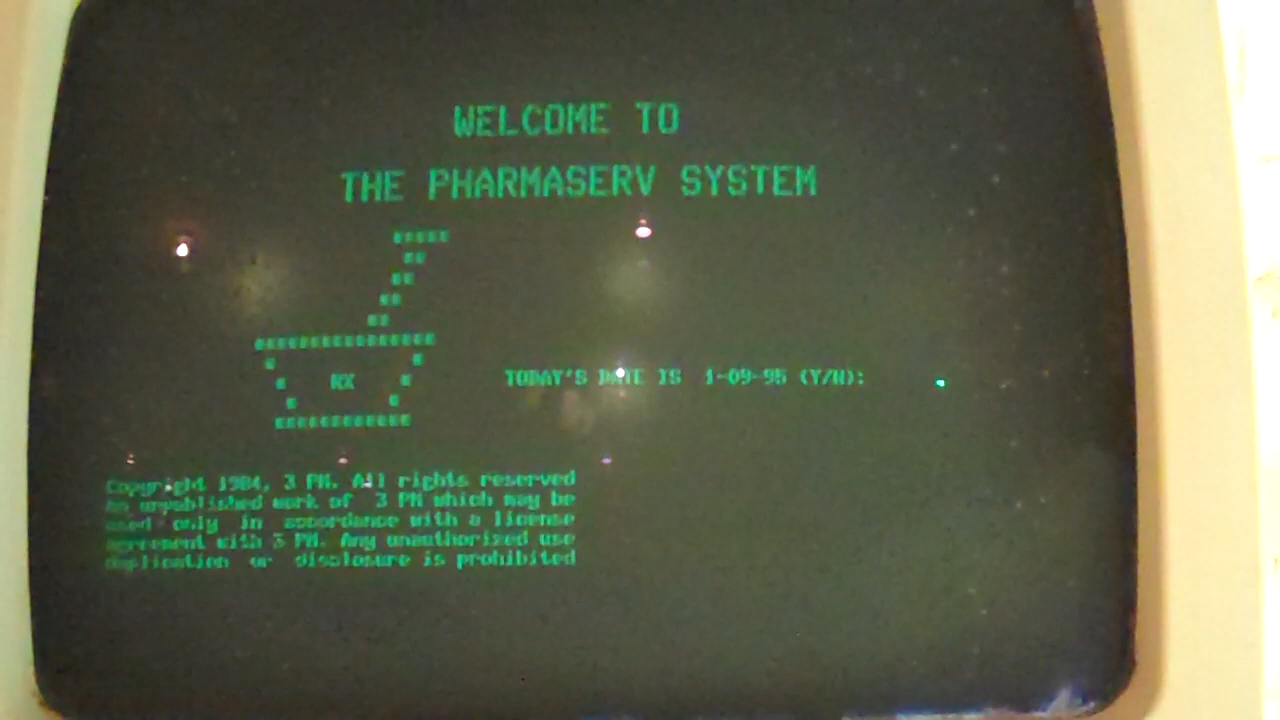 WELCOME TO
THE PHARMASERV SYSTEM
RX
TODAY'S DATE IS 1-09-95 (Y/N):
Copyright 1984, 3 PM. All rights reserved
an unpublished work of 3 PM which may be
used only in accordance with a license
agreement with 3 PM. Any unauthorized use
duplication or disclosure is prohibited